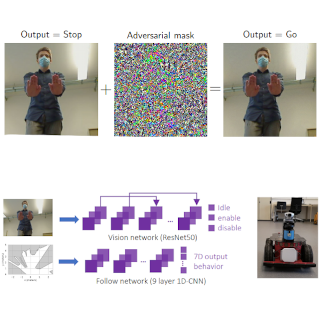 Output = Stop
Adversarial mask
Output = Go
+
=
Idle
enable
disable
...
Vision network (ResNet50)
7D output
behavior
...
Follow network (9 layer 1D-CNN)